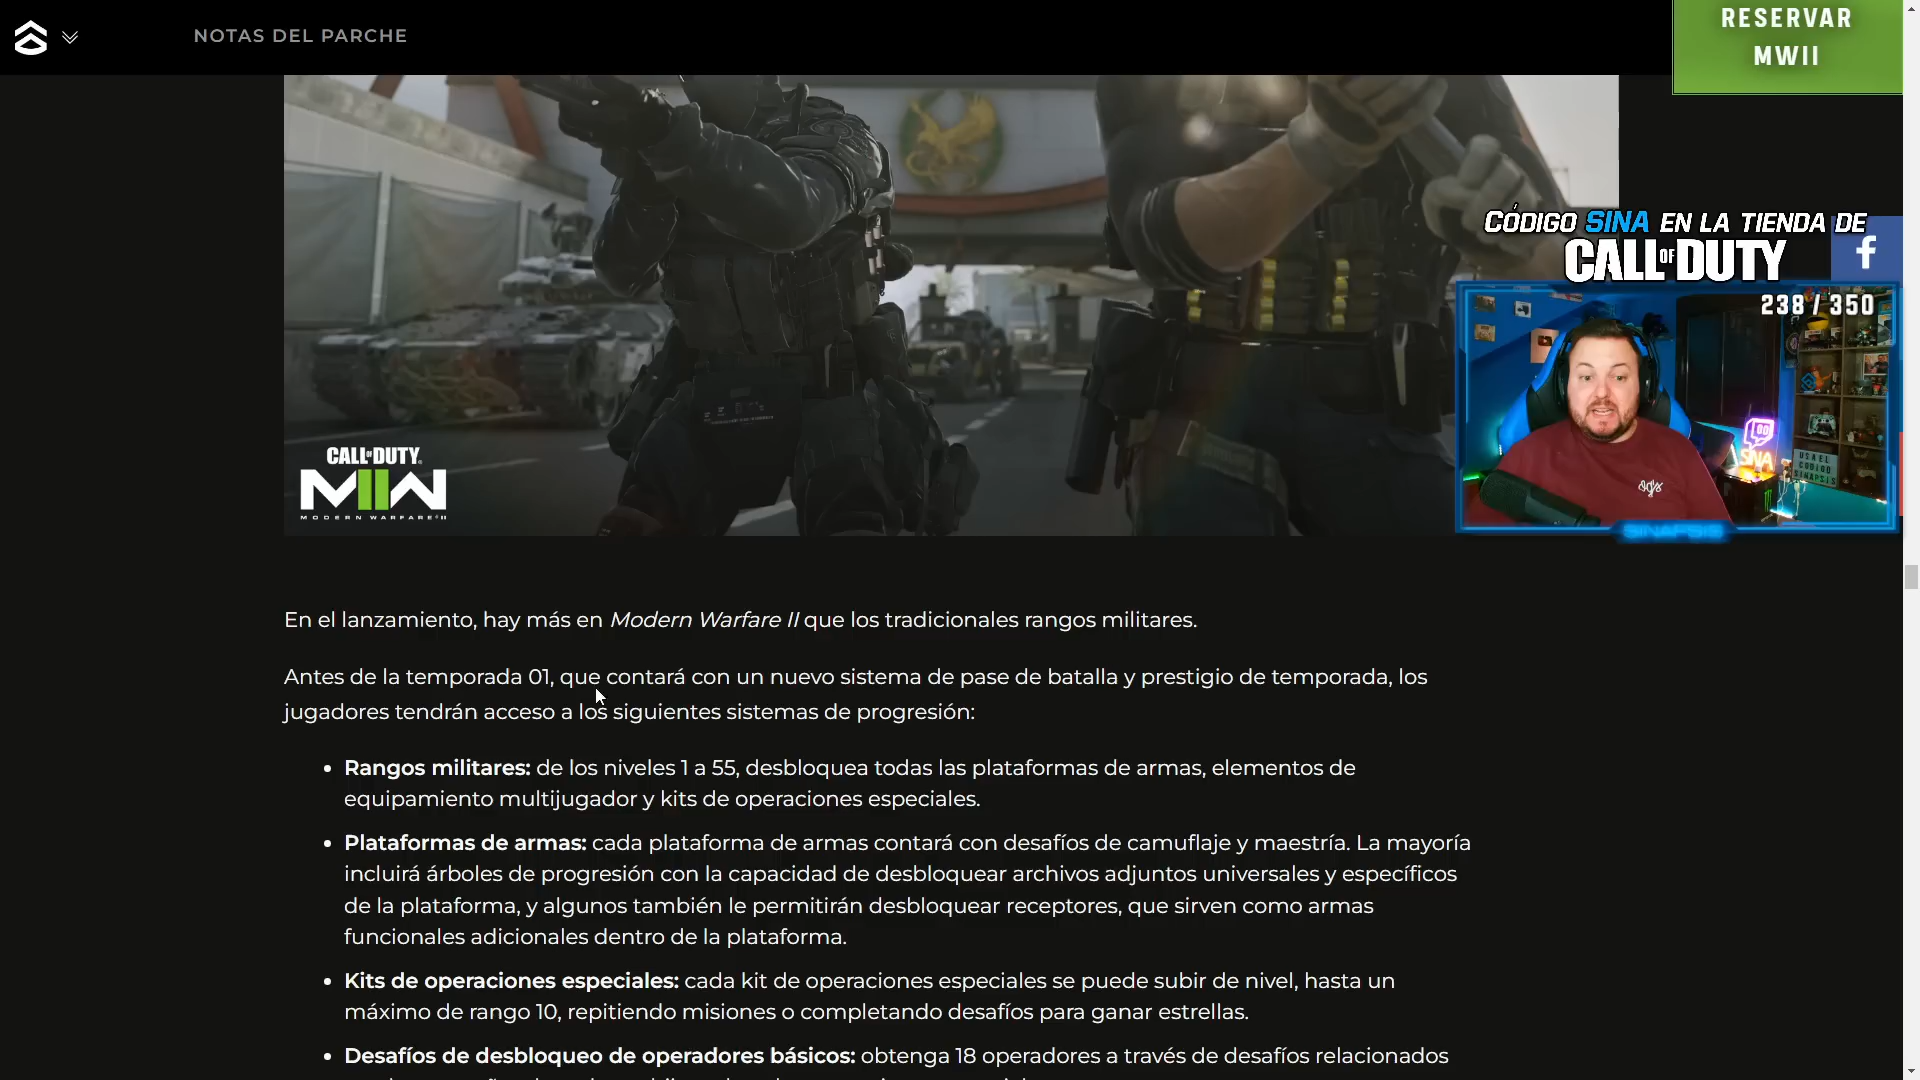 NOTAS DEL PARCHE
RESERVAR
MWII
CÓDIGO SINA EN LA TIENDA DE
CALL OF DUTY
f
238 / 350
USA EL
CODIGO
SINAPSIS
SINAPSIS
CALL OF DUTY
MWII
MODERN WARFARE II
En el lanzamiento, hay más en Modern Warfare II que los tradicionales rangos militares.
Antes de la temporada 01, que contará con un nuevo sistema de pase de batalla y prestigio de temporada, los
jugadores tendrán acceso a los siguientes sistemas de progresión:
• Rangos militares: de los niveles 1 a 55, desbloquea todas las plataformas de armas, elementos de
equipamiento multijugador y kits de operaciones especiales.
• Plataformas de armas: cada plataforma de armas contará con desafíos de camuflaje y maestría. La mayoría
incluirá árboles de progresión con la capacidad de desbloquear archivos adjuntos universales y específicos
de la plataforma, y algunos también le permitirán desbloquear receptores, que sirven como armas
funcionales adicionales dentro de la plataforma.
• Kits de operaciones especiales: cada kit de operaciones especiales se puede subir de nivel, hasta un
máximo de rango 10, repitiendo misiones o completando desafíos para ganar estrellas.
• Desafíos de desbloqueo de operadores básicos: obtenga 18 operadores a través de desafíos relacionados